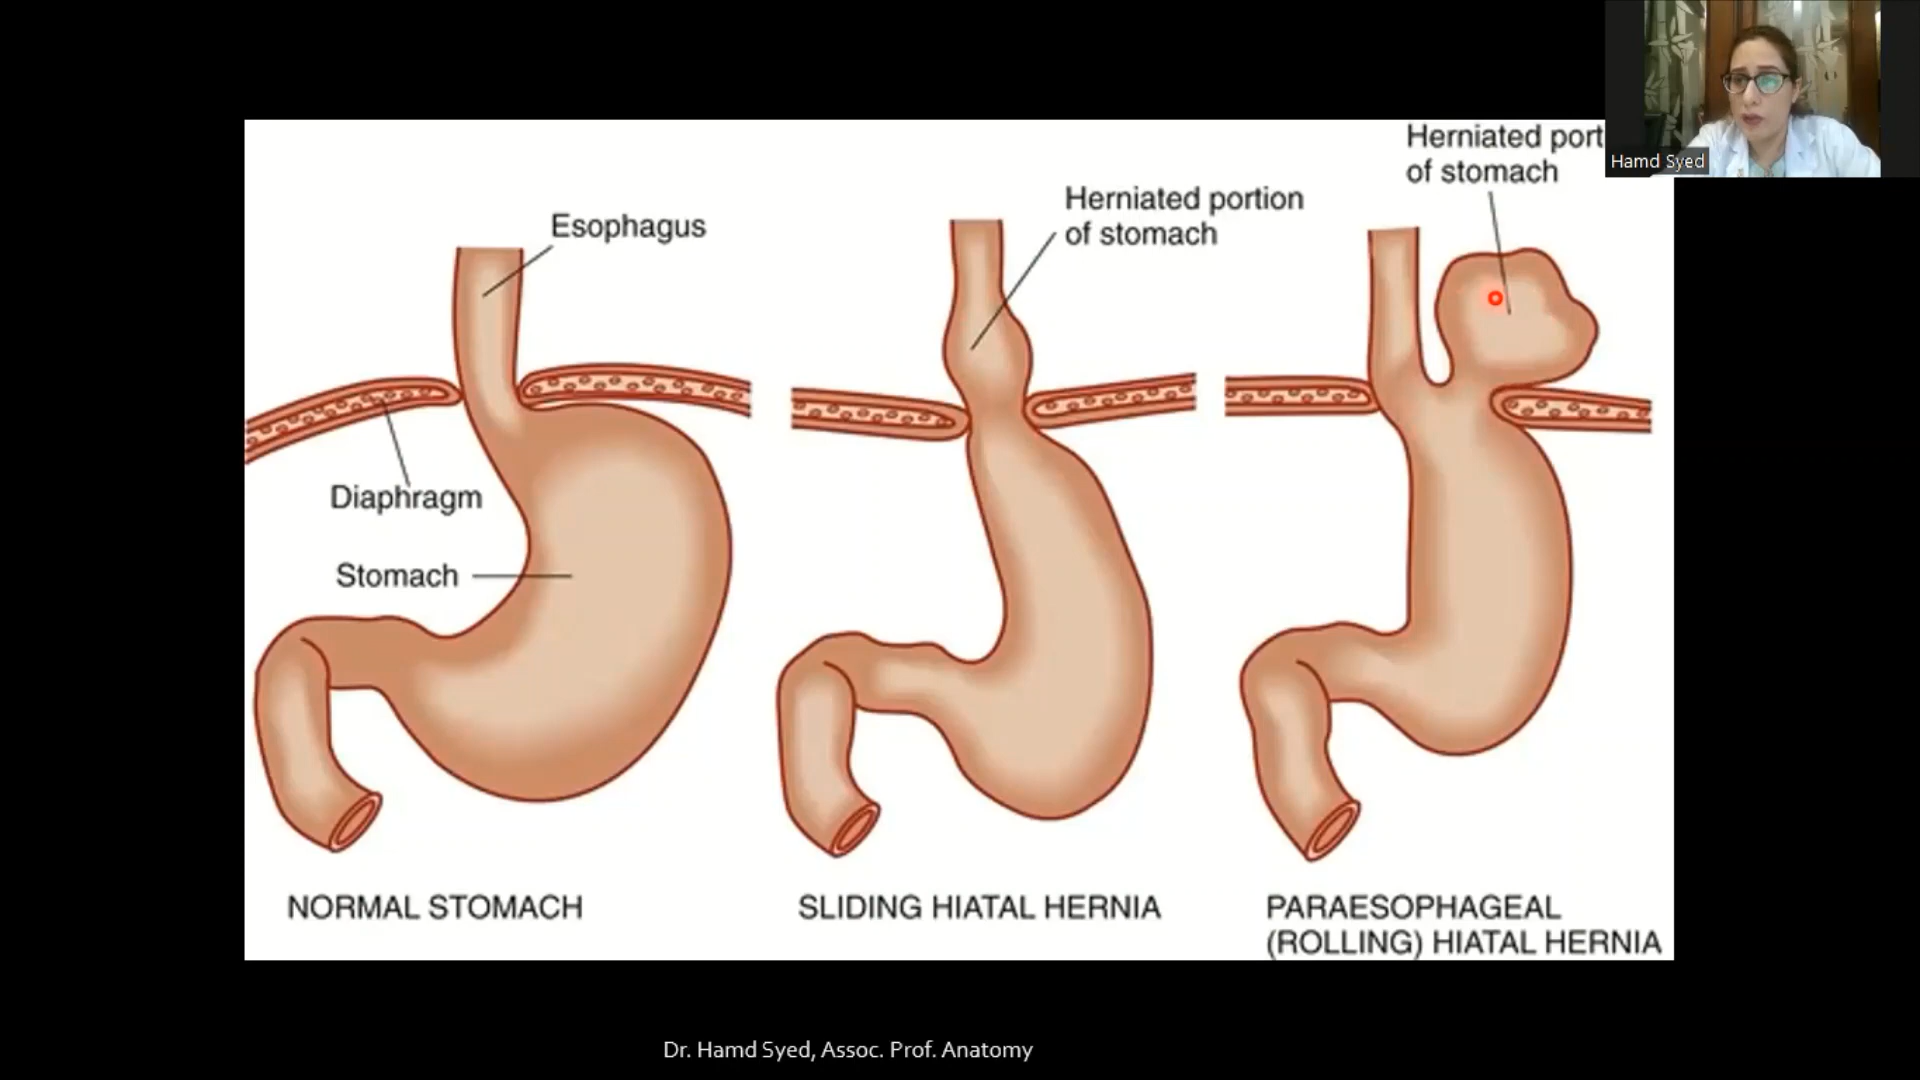 Herniated port
of stomach
Hamd Syed
Herniated portion
of stomach
Esophagus
Diaphragm
Stomach
NORMAL STOMACH
SLIDING HIATAL HERNIA
PARAESOPHAGEAL
(ROLLING) HIATAL HERNIA
Dr. Hamd Syed, Assoc. Prof. Anatomy